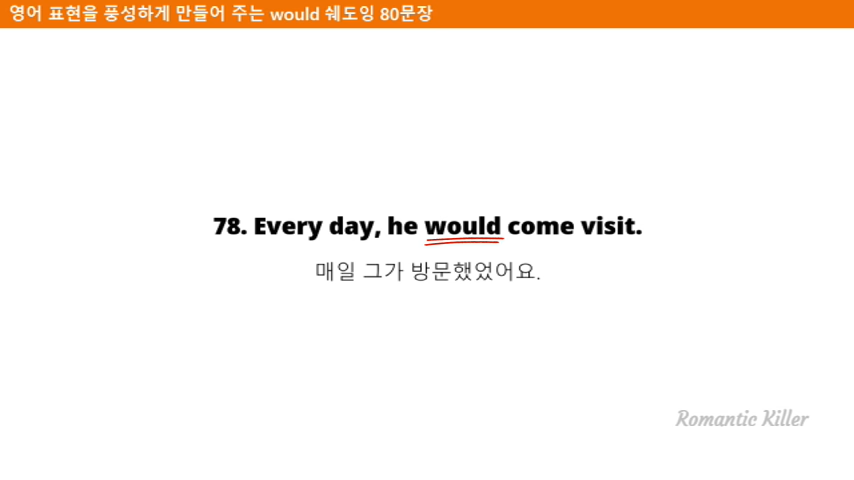 영어 표현을 풍성하게 만들어 주는 would 쉐도잉 80문장
78. Every day, he would come visit.
매일 그가 방문했었어요.
Romantic Killer